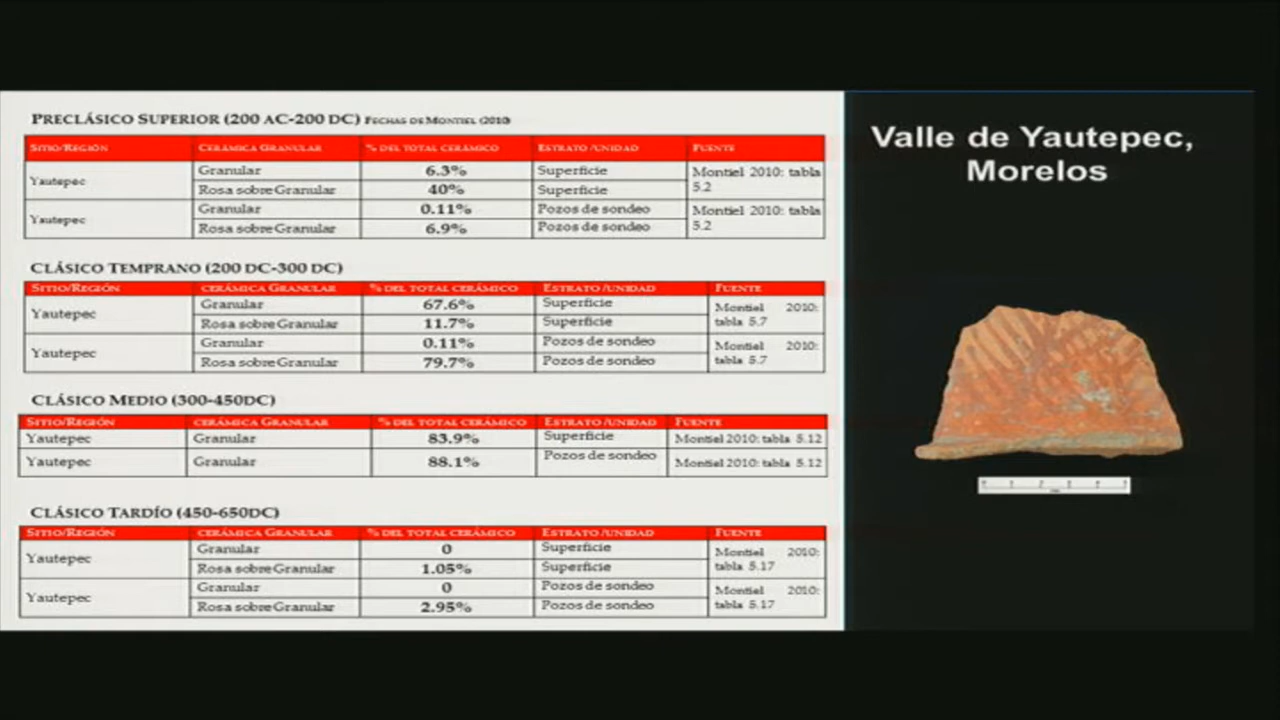 PRECLÁSICO SUPERIOR (200 AC-200 DC) FECHAS DE MONTIEL (2010)
SITIO/REGIÓN CERÁMICA GRANULAR % DEL TOTAL CERÁMICO ESTRATO /UNIDAD FUENTE
Yautepec Granular 6.3% Superficie Montiel 2010: tabla 5.2
Rosa sobre Granular 40% Superficie
Yautepec Granular 0.11% Pozos de sondeo Montiel 2010: tabla 5.2
Rosa sobre Granular 6.9% Pozos de sondeo
CLÁSICO TEMPRANO (200 DC-300 DC)
SITIO/REGIÓN CERÁMICA GRANULAR % DEL TOTAL CERÁMICO ESTRATO /UNIDAD FUENTE
Yautepec Granular 67.6% Superficie Montiel 2010: tabla 5.7
Rosa sobre Granular 11.7% Superficie
Yautepec Granular 0.11% Pozos de sondeo Montiel 2010: tabla 5.7
Rosa sobre Granular 79.7% Pozos de sondeo
CLÁSICO MEDIO (300-450DC)
SITIO/REGIÓN CERÁMICA GRANULAR % DEL TOTAL CERÁMICO ESTRATO /UNIDAD FUENTE
Yautepec Granular 83.9% Superficie Montiel 2010: tabla 5.12
Yautepec Granular 88.1% Pozos de sondeo Montiel 2010: tabla 5.12
CLÁSICO TARDÍO (450-650DC)
SITIO/REGIÓN CERÁMICA GRANULAR % DEL TOTAL CERÁMICO ESTRATO /UNIDAD FUENTE
Yautepec Granular 0 Superficie Montiel 2010: tabla 5.17
Rosa sobre Granular 1.05% Superficie
Yautepec Granular 0 Pozos de sondeo Montiel 2010: tabla 5.17
Rosa sobre Granular 2.95% Pozos de sondeo
Valle de Yautepec,
Morelos